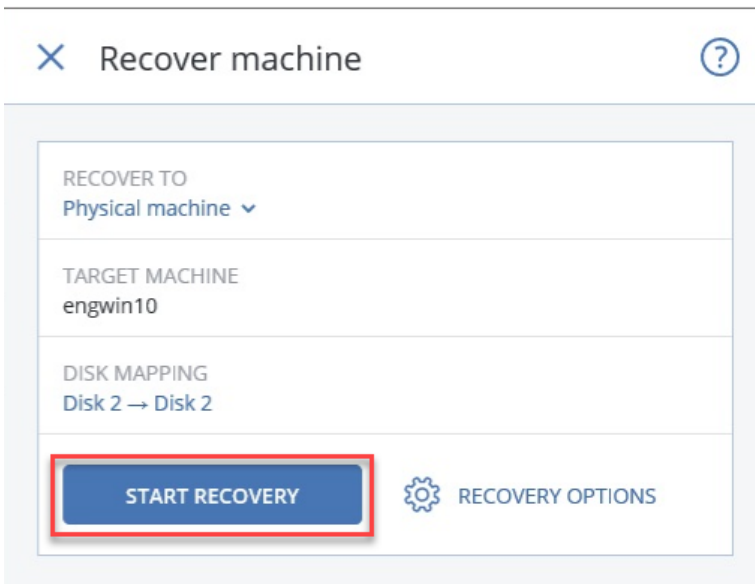 Recover machine
?
RECOVER TO
Physical machine
TARGET MACHINE
engwin10
DISK MAPPING
Disk 2 → Disk 2
START RECOVERY
RECOVERY OPTIONS